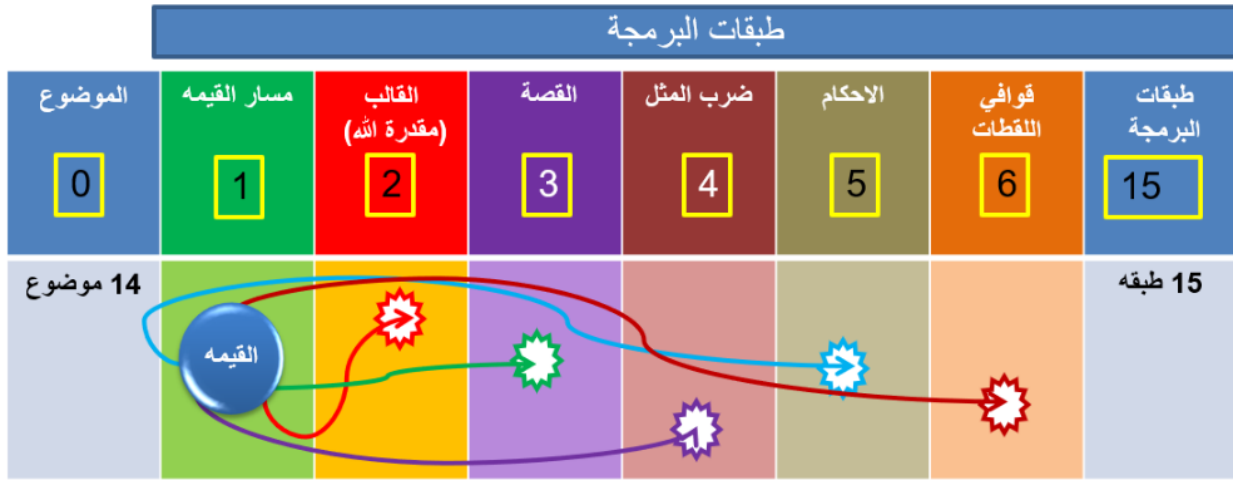 طبقات البرمجة
طبقات
البرمجة
15
قوافي
اللقطات
6
الاحكام
5
ضرب المثل
4
القصة
3
القالب
(مقدرة الله)
2
مسار القيمه
1
الموضوع
0
15 طبقه
القيمه
14 موضوع